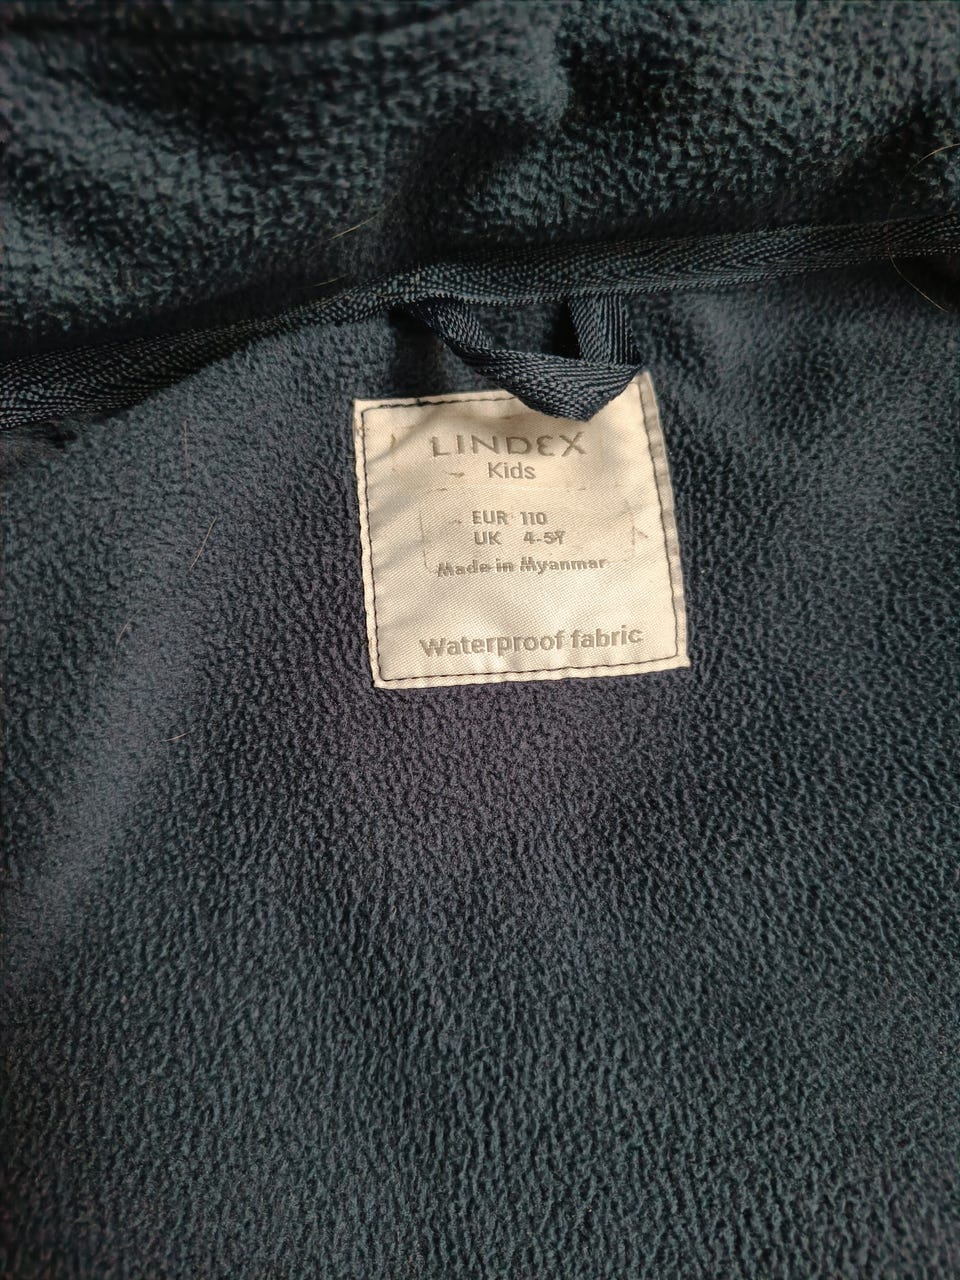 LINDEX
Kids
EUR 110
UK 4-5Y
Made in Myanmar
Waterproof fabric